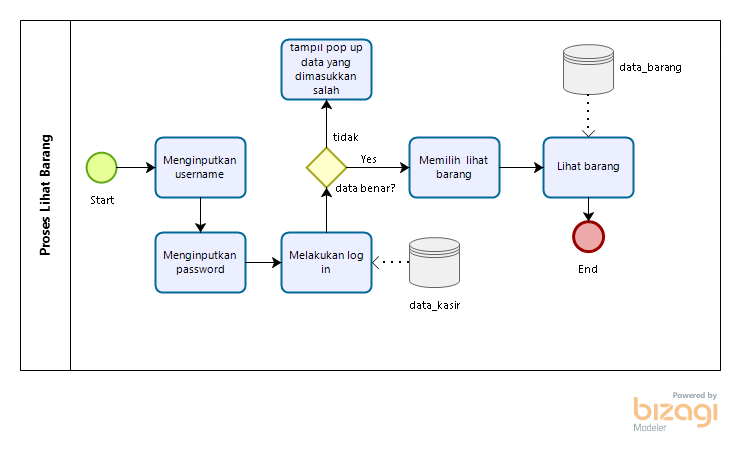 Proses Lihat Barang
Start
Menginputkan
username
Menginputkan
password
Melakukan log
in
data_kasir
data benar?
tidak
tampil pop up
data yang
dimasukkan
salah
Yes
Memilih lihat
barang
Lihat barang
data_barang
End
Powered by
bizagi
Modeler